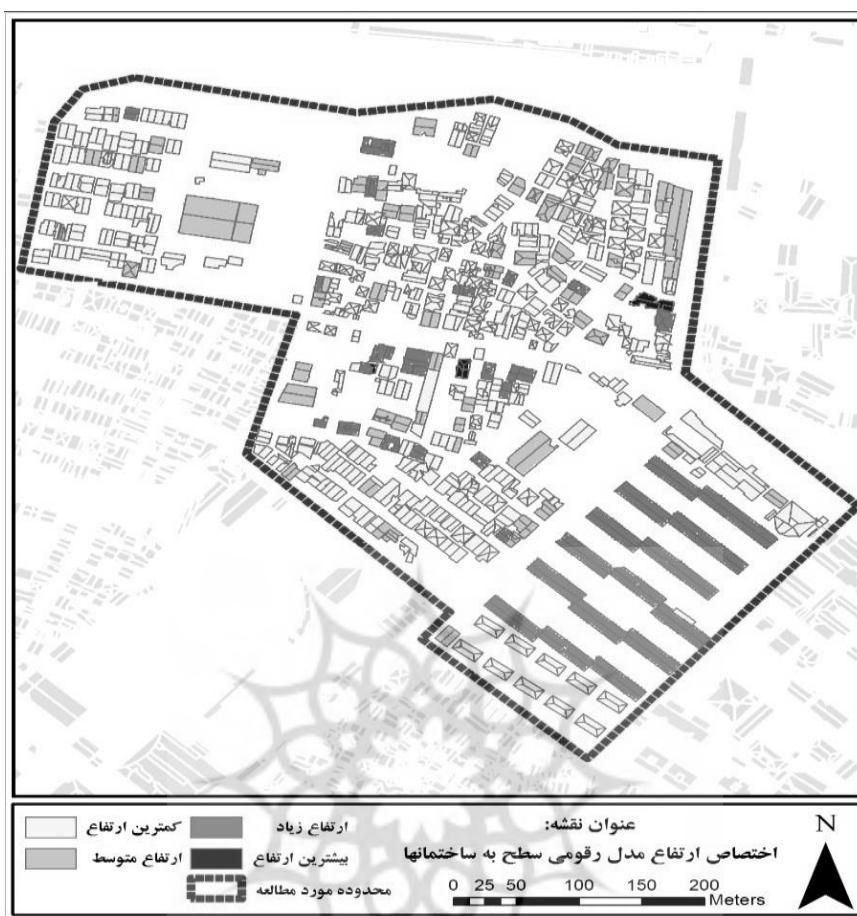 عنوان نقشه:
اختصاص ارتفاع مدل رقومی سطح به ساختمانها
0 25 50 100 150 200
Meters
N
ارتفاع زیاد
بیشترین ارتفاع
محدوده مورد مطالعه
کمترین ارتفاع
ارتفاع متوسط